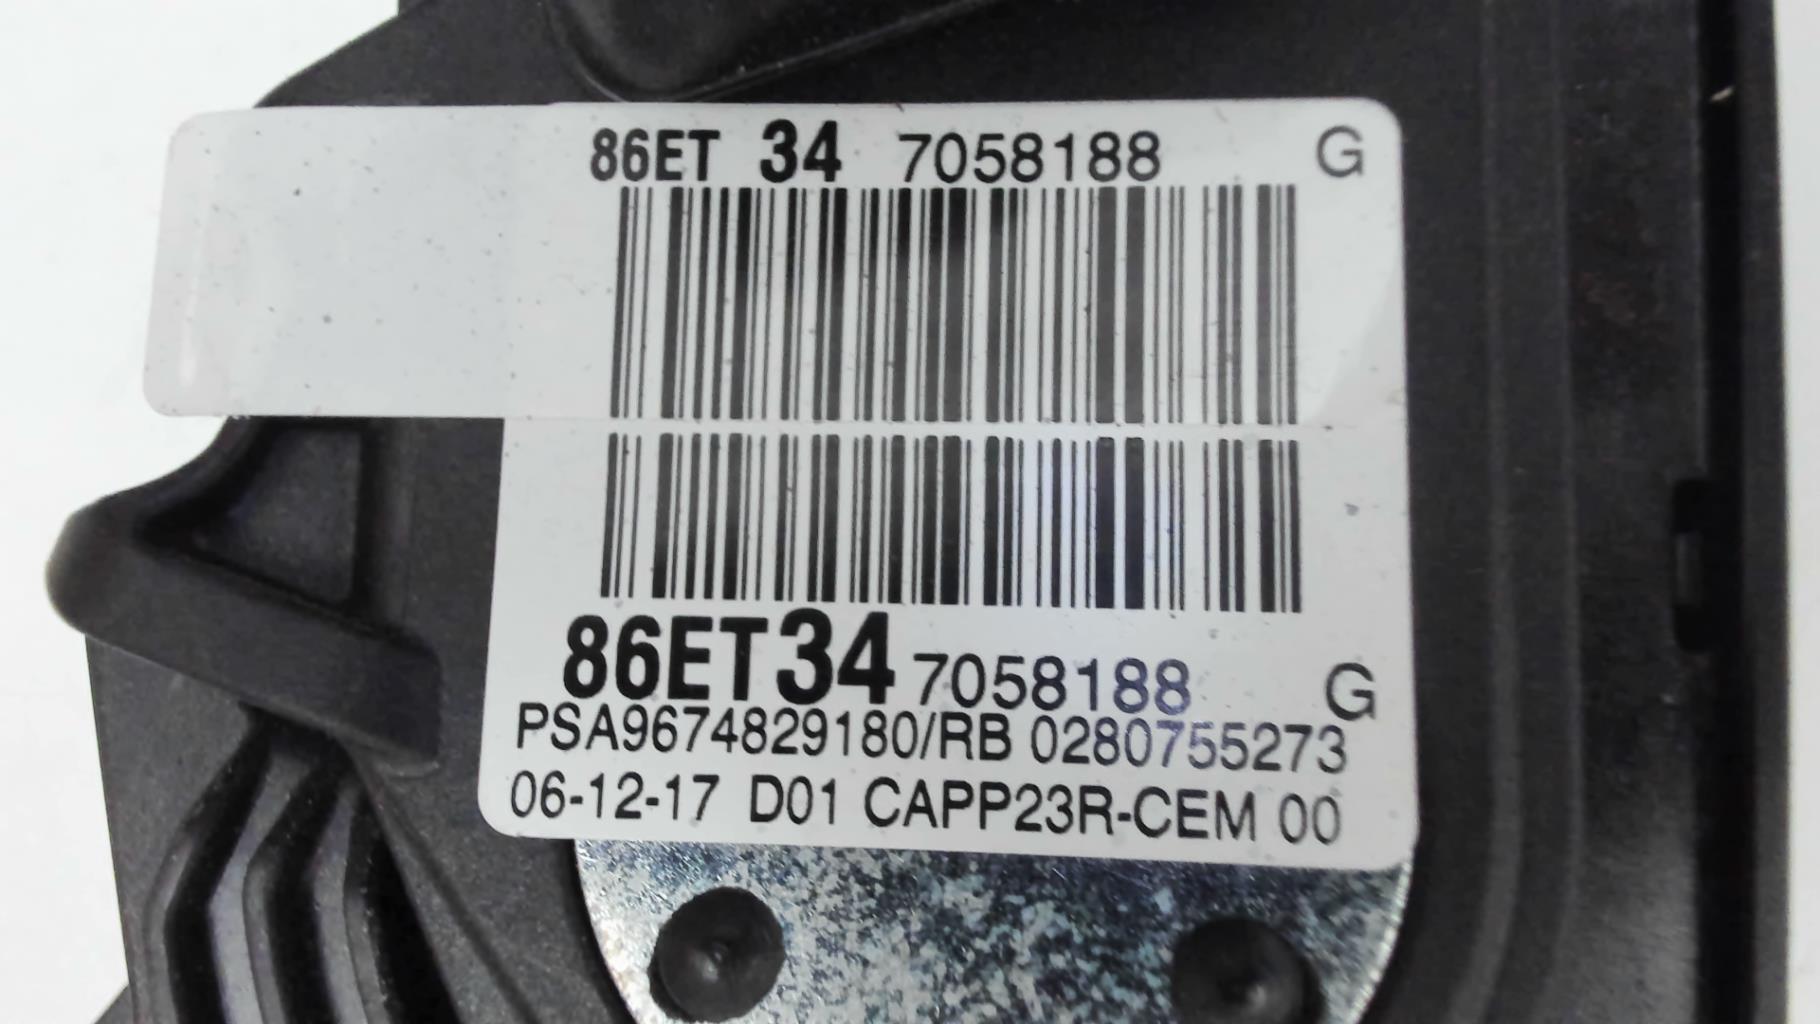 86ET 34 7058188 G
86ET34 7058188 G
PSA9674829180/RB 0280755273
06-12-17 D01 CAPP23R-CEM 00